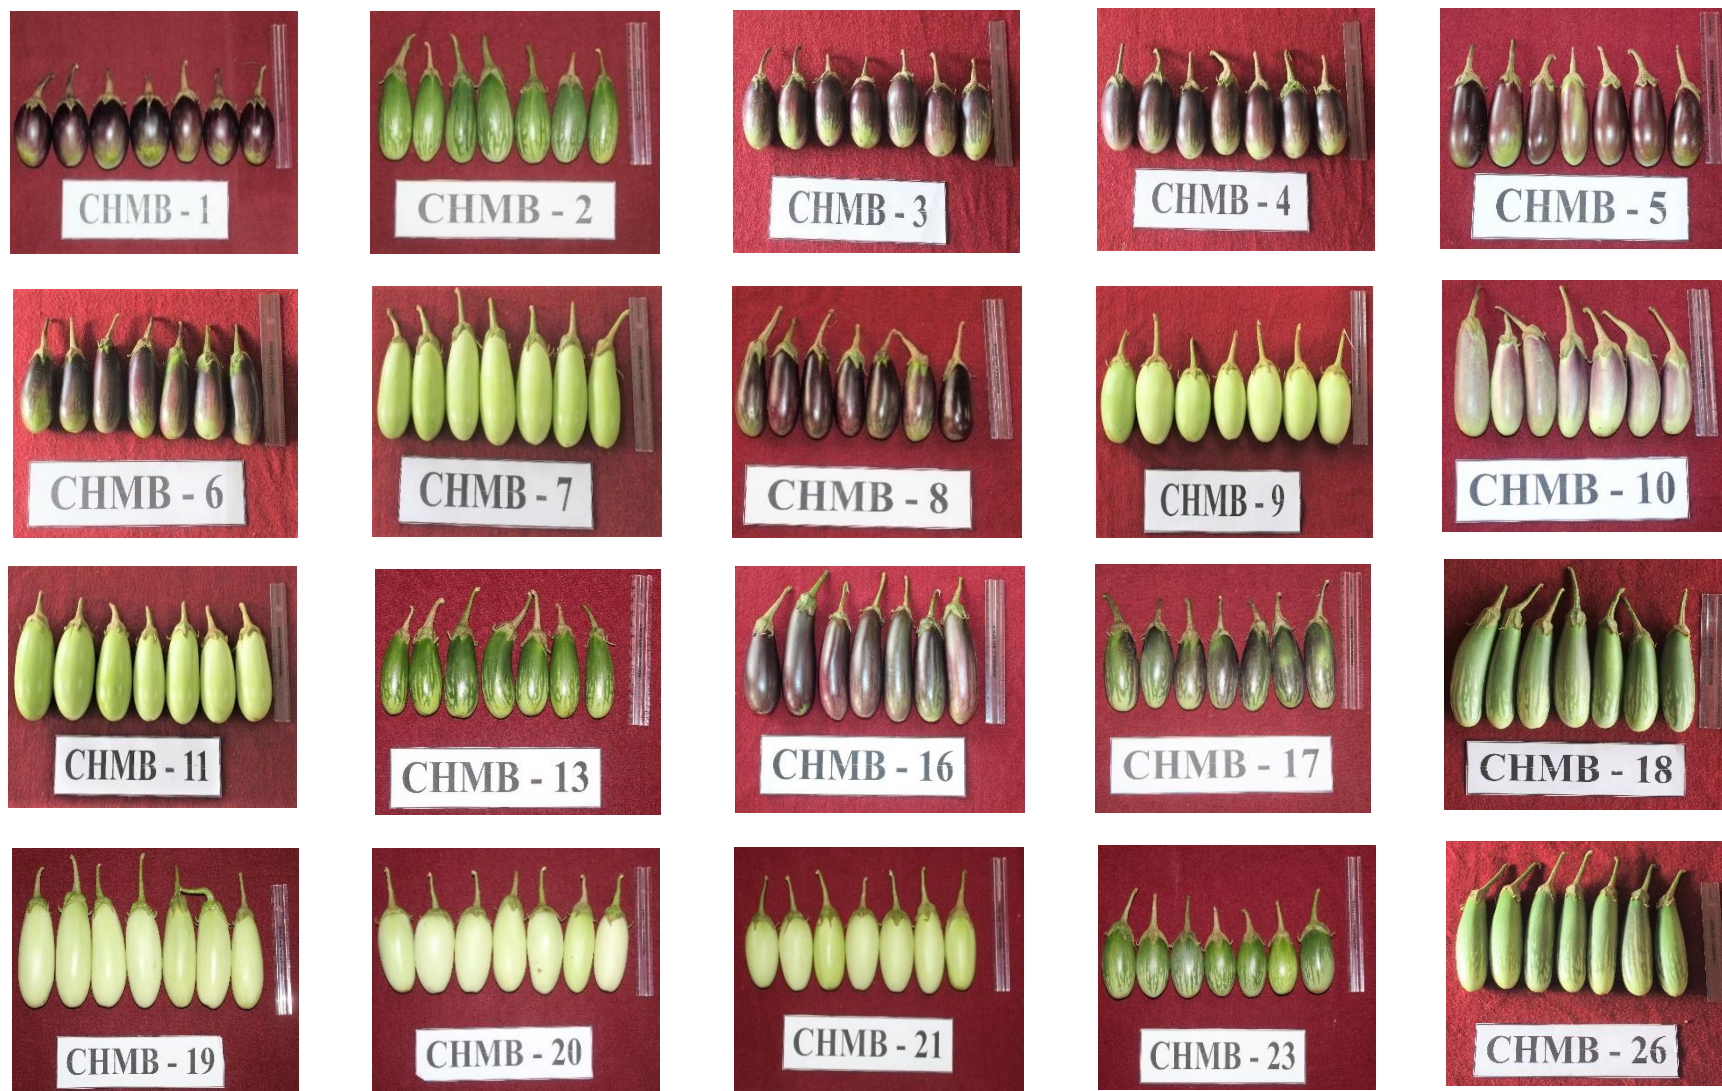 CHMB - 1
CHMB - 2
CHMB - 3
CHMB - 4
CHMB - 5
CHMB - 6
CHMB - 7
CHMB - 8
CHMB - 9
CHMB - 10
CHMB - 11
CHMB - 13
CHMB - 16
CHMB - 17
CHMB - 18
CHMB - 19
CHMB - 20
CHMB - 21
CHMB - 23
CHMB - 26